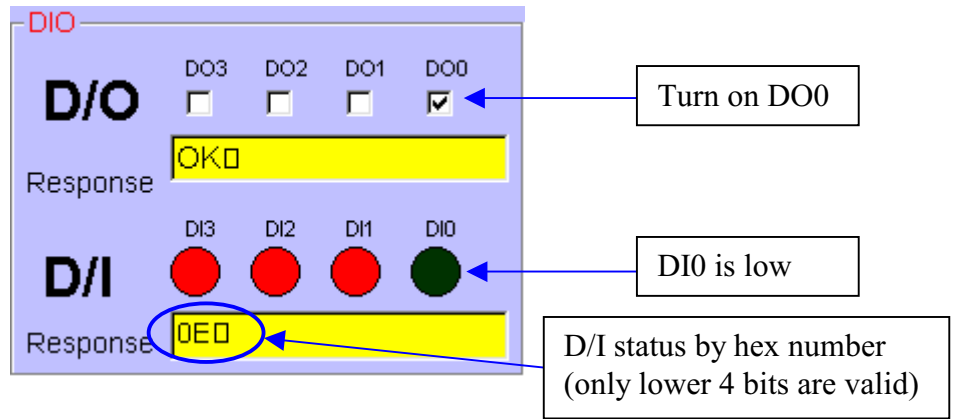 DIO
DO3 DO2 DO1 DO0
D/O
Turn on DO0
OK▯
Response
DI3 DI2 DI1 DI0
D/I
DI0 is low
0E▯
Response
D/I status by hex number
(only lower 4 bits are valid)